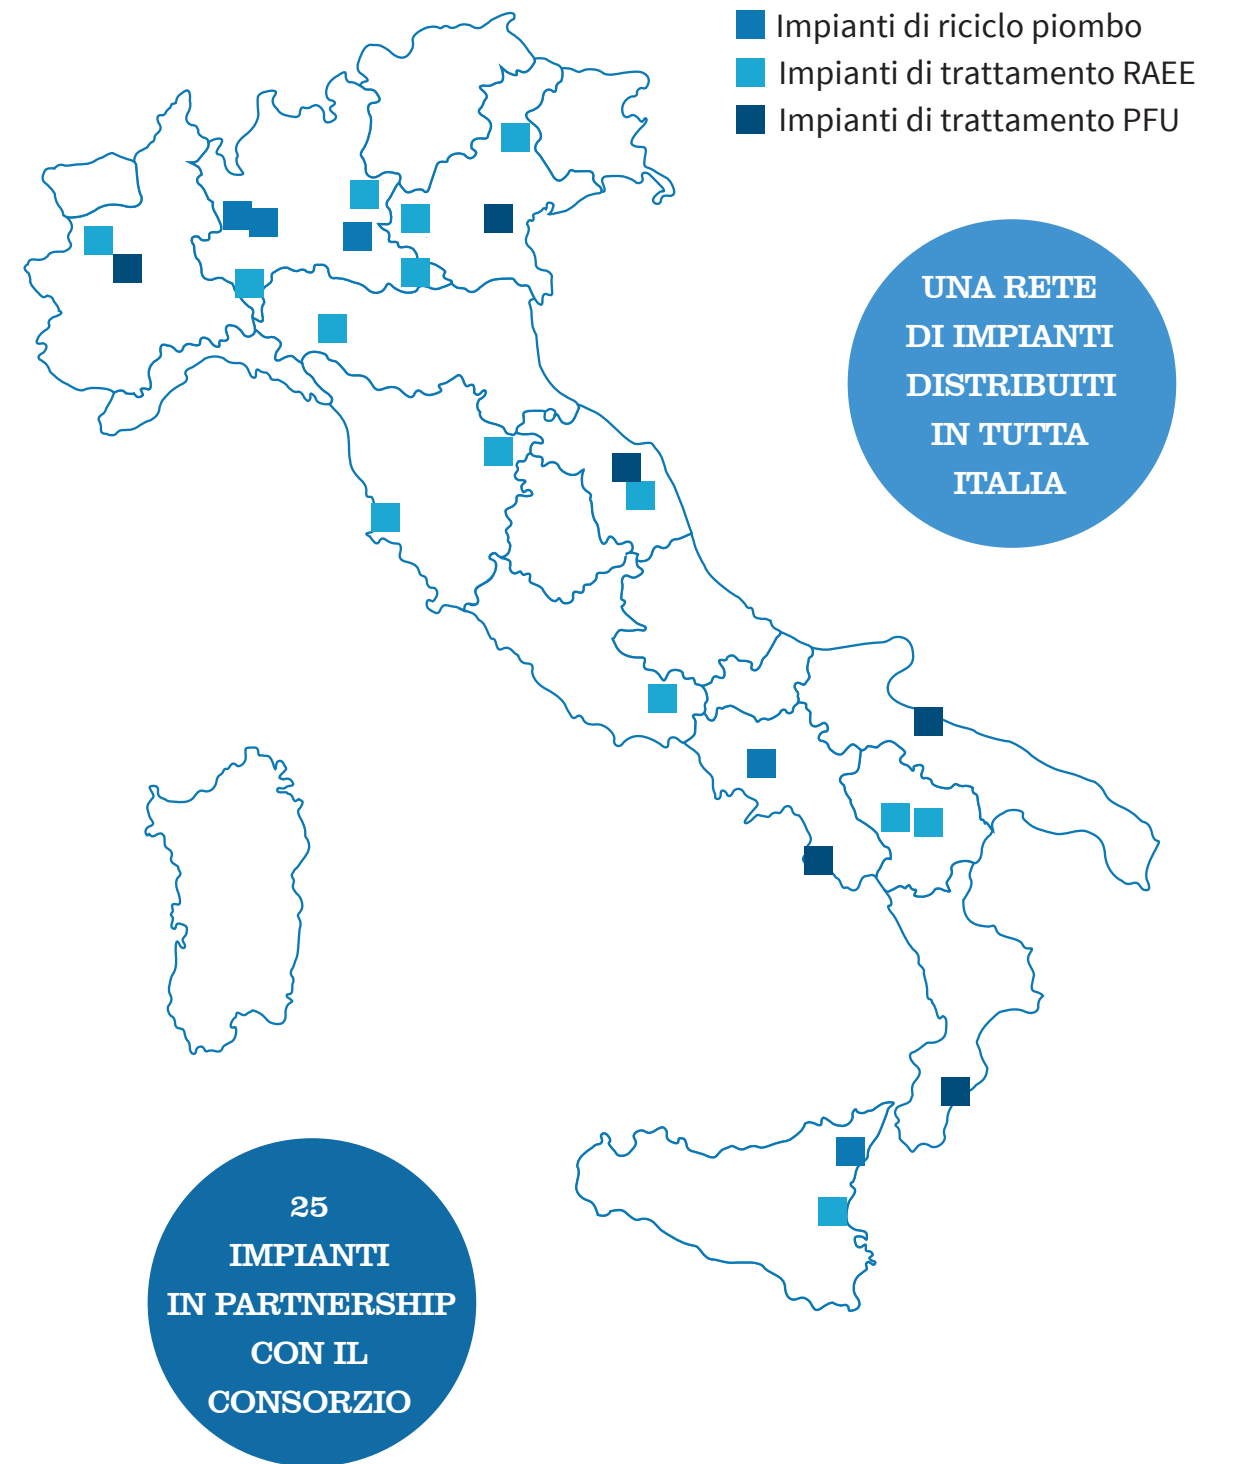 Impianti di riciclo piombo
Impianti di trattamento RAEE
Impianti di trattamento PFU
UNA RETE
DI IMPIANTI
DISTRIBUITI
IN TUTTA
ITALIA
25
IMPIANTI
IN PARTNERSHIP
CON IL
CONSORZIO